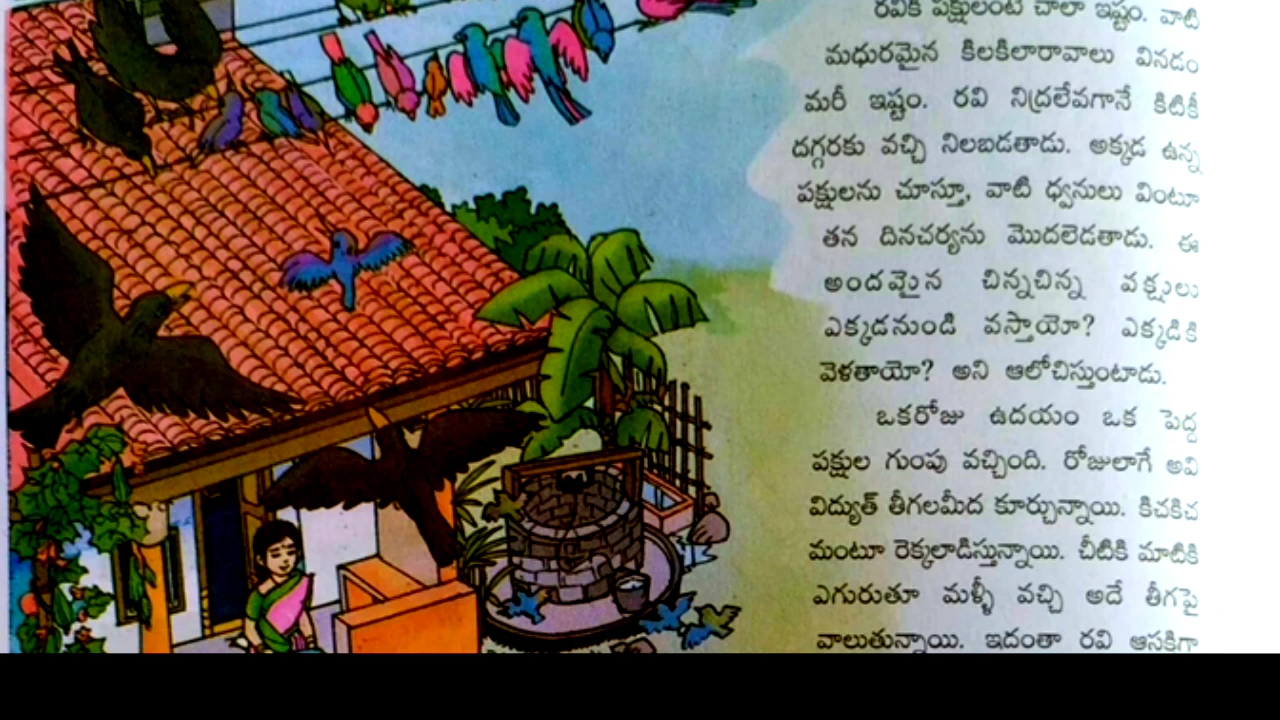 రవికి పక్షులంటే చాలా ఇష్టం. వాటి
మధురమైన కిలకిలారావాలు వినడం
మరీ ఇష్టం. రవి నిద్రలేవగానే కిటికీ
దగ్గరకు వచ్చి నిలబడతాడు. అక్కడ ఉన్న
పక్షులను చూస్తూ, వాటి ధ్వనులు వింటూ
తన దినచర్యను మొదలెడతాడు. ఈ
అందమైన చిన్నచిన్న పక్షులు
ఎక్కడనుండి వస్తాయో? ఎక్కడికి
వెళతాయో? అని ఆలోచిస్తుంటాడు.
ఒకరోజు ఉదయం ఒక పెద్ద
పక్షుల గుంపు వచ్చింది. రోజులాగే అవి
విద్యుత్ తీగలమీద కూర్చున్నాయి. కిచకిచ
మంటూ రెక్కలాడిస్తున్నాయి. చీటికి మాటికి
ఎగురుతూ మళ్ళీ వచ్చి అదే తీగపై
వాలుతున్నాయి. ఇదంతా రవి ఆసక్తిగా